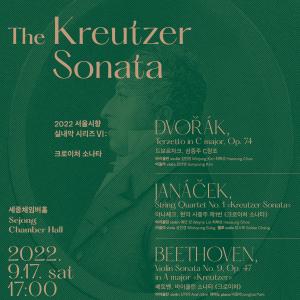 The Kreutzer
Sonata
2022 서울시향
실내악 시리즈 VI:
크로이처 소나타
DVOŘÁK,
Terzetto in C major, Op. 74
드보르자크, 삼중주 C장조
JANÁČEK,
String Quartet No. 1 «Kreutzer Sonata»
야나체크, 현악 사중주 제1번 〈크로이처 소나타〉
세종체임버홀
Sejong
Chamber Hall
2022.
9.17. sat
17:00
BEETHOVEN,
Violin Sonata No. 9, Op. 47
in A major «Kreutzer»
베토벤, 바이올린 소나타 〈크로이처〉